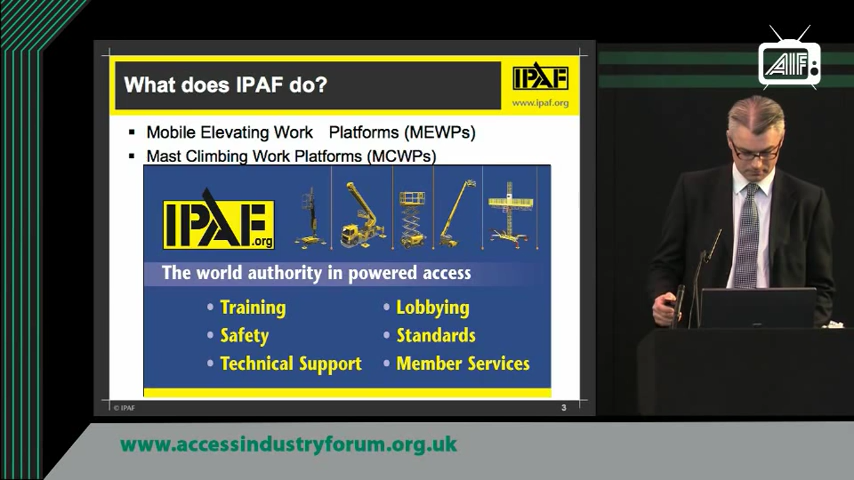 What does IPAF do?
IPAF
www.ipaf.org
AIF
▪ Mobile Elevating Work Platforms (MEWPs)
▪ Mast Climbing Work Platforms (MCWPs)
IPAF.org
The world authority in powered access
• Training
• Safety
• Technical Support
• Lobbying
• Standards
• Member Services
© IPAF
3
www.accessindustryforum.org.uk